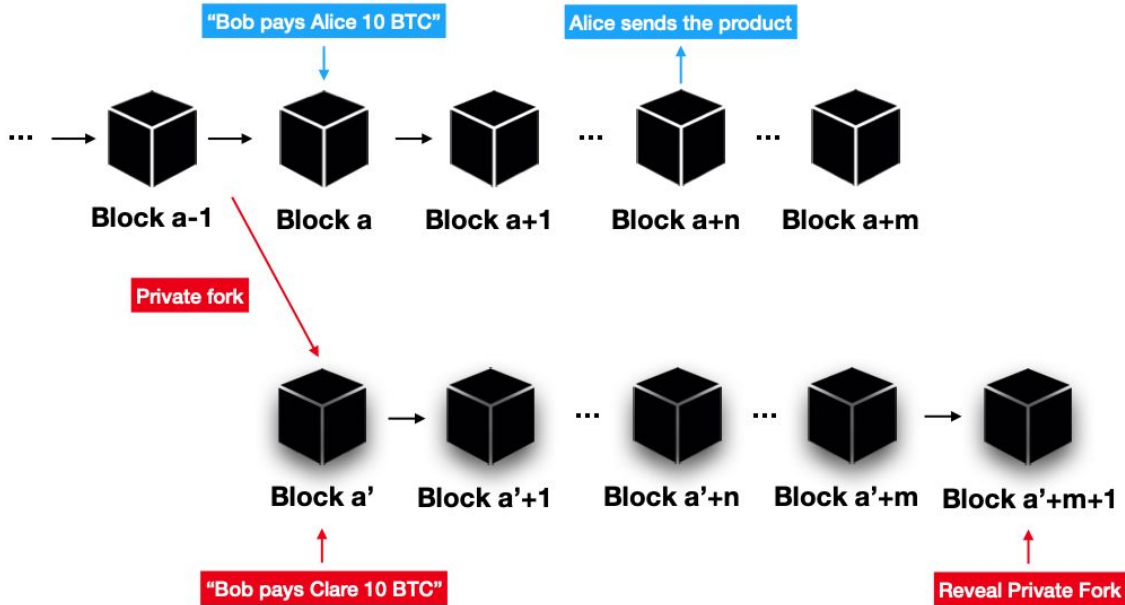 “Bob pays Alice 10 BTC”
Alice sends the product
...
...
...
Block a-1
Block a
Block a+1
Block a+n
Block a+m
Private fork
...
...
Block a’
Block a’+1
Block a’+n
Block a’+m
Block a’+m+1
“Bob pays Clare 10 BTC”
Reveal Private Fork